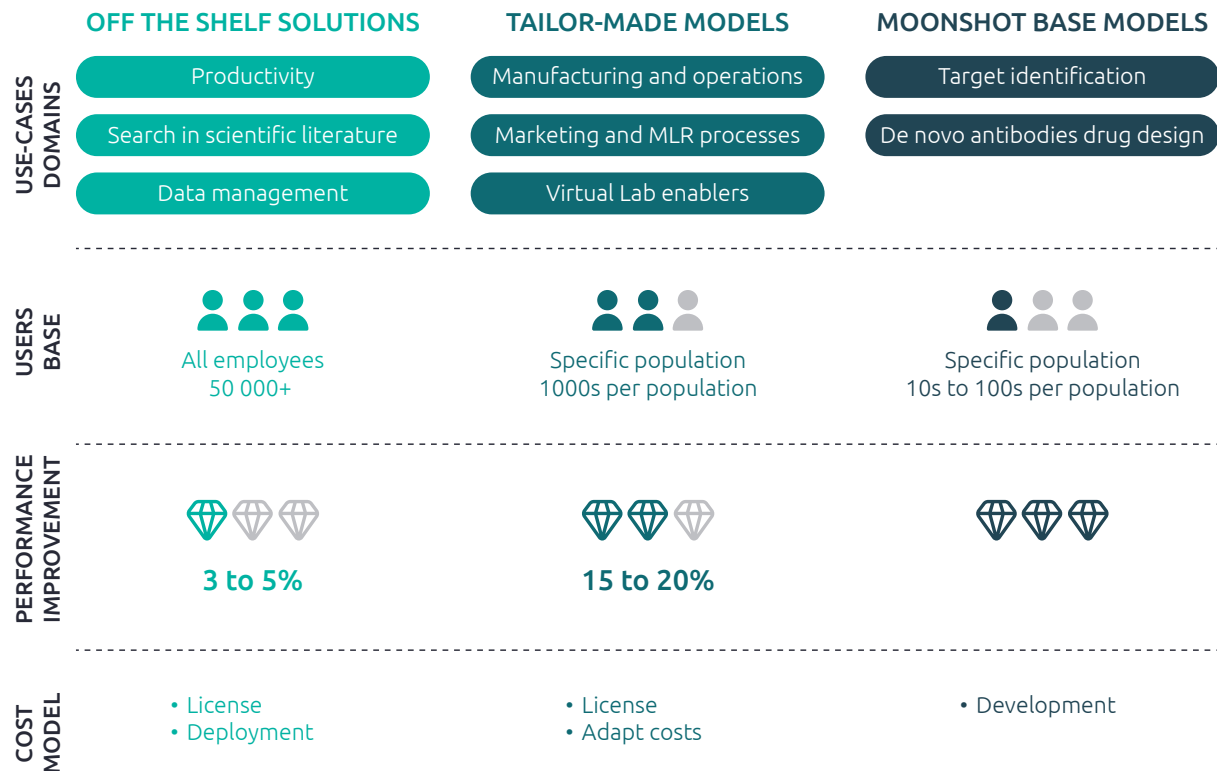 OFF THE SHELF SOLUTIONS
TAILOR-MADE MODELS
MOONSHOT BASE MODELS
USE-CASES
DOMAINS
Productivity
Manufacturing and operations
Target identification
Search in scientific literature
Marketing and MLR processes
De novo antibodies drug design
Data management
Virtual Lab enablers
USERS
BASE
All employees
50 000+
Specific population
1000s per population
Specific population
10s to 100s per population
PERFORMANCE
IMPROVEMENT
3 to 5%
15 to 20%
COST
MODEL
• License
• Deployment
• License
• Adapt costs
• Development